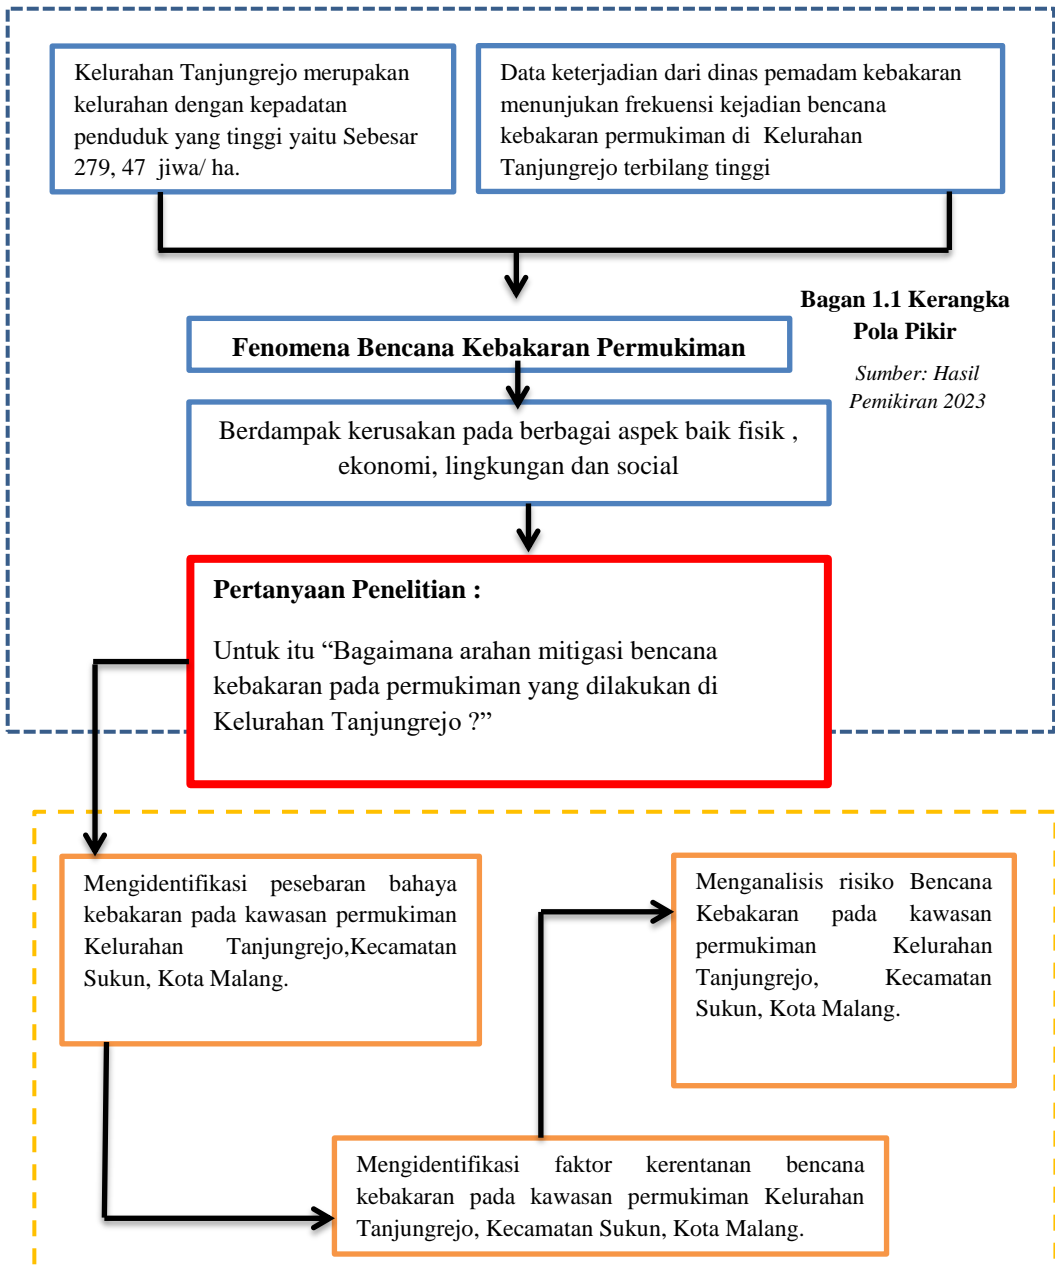 Kelurahan Tanjungrejo merupakan
kelurahan dengan kepadatan
penduduk yang tinggi yaitu Sebesar
279, 47 jiwa/ ha.
Data keterjadian dari dinas pemadam kebakaran
menunjukan frekuensi kejadian bencana
kebakaran permukiman di Kelurahan
Tanjungrejo terbilang tinggi
Bagan 1.1 Kerangka
Pola Pikir
Sumber: Hasil
Pemikiran 2023
Fenomena Bencana Kebakaran Permukiman
Berdampak kerusakan pada berbagai aspek baik fisik ,
ekonomi, lingkungan dan social
Pertanyaan Penelitian :
Untuk itu “Bagaimana arahan mitigasi bencana
kebakaran pada permukiman yang dilakukan di
Kelurahan Tanjungrejo ?”
Mengidentifikasi pesebaran bahaya
kebakaran pada kawasan permukiman
Kelurahan Tanjungrejo,Kecamatan
Sukun, Kota Malang.
Menganalisis risiko Bencana
Kebakaran pada kawasan
permukiman Kelurahan
Tanjungrejo, Kecamatan
Sukun, Kota Malang.
Mengidentifikasi faktor kerentanan bencana
kebakaran pada kawasan permukiman Kelurahan
Tanjungrejo, Kecamatan Sukun, Kota Malang.